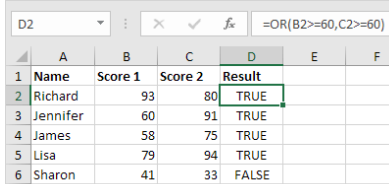 D2 fx =OR(B2>=60,C2>=60)
A B C D E F
1 Name Score 1 Score 2 Result
2 Richard 93 80 TRUE
3 Jennifer 60 91 TRUE
4 James 58 75 TRUE
5 Lisa 79 94 TRUE
6 Sharon 41 33 FALSE